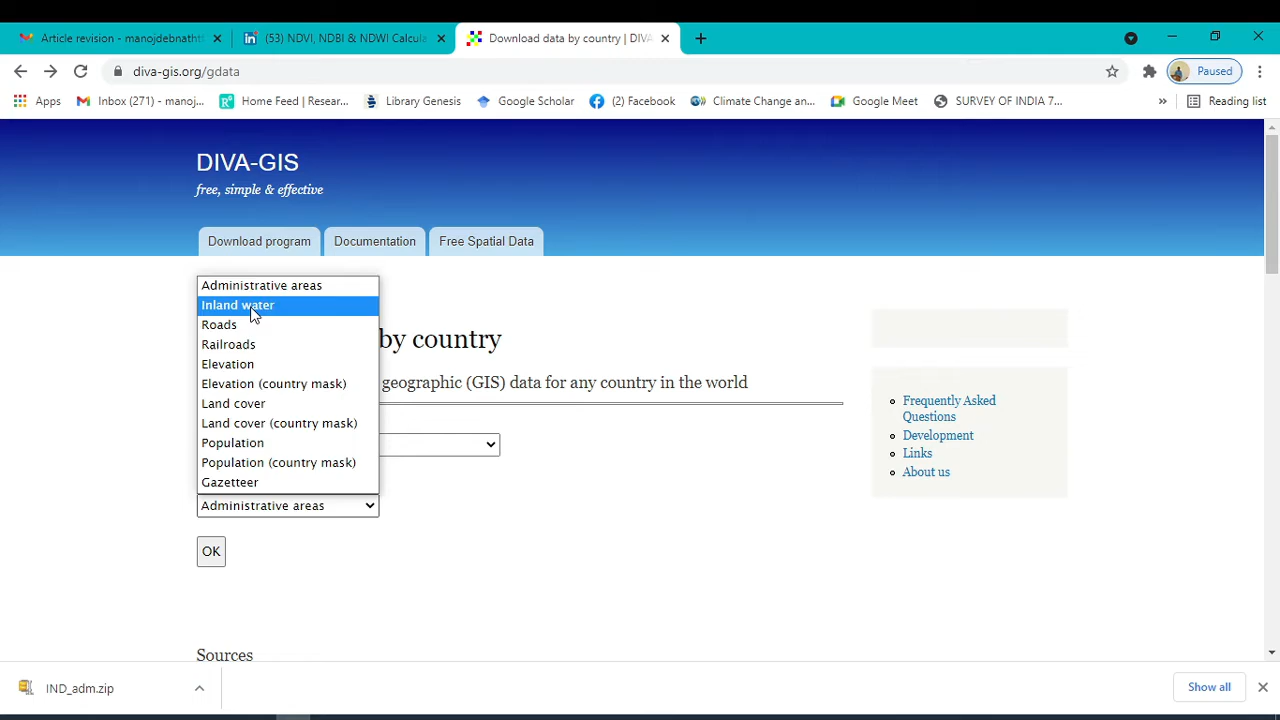 Article revision - manojdebnatht
(53) NDVI, NDBI & NDWI Calcula
Download data by country | DIVA-
diva-gis.org/gdata
Paused
Apps
Inbox (271) - manoj...
Home Feed | Resear...
Library Genesis
Google Scholar
(2) Facebook
Climate Change an...
Google Meet
SURVEY OF INDIA 7...
»
Reading list
DIVA-GIS
free, simple & effective
Download program
Documentation
Free Spatial Data
Administrative areas
Inland water
Roads
Railroads
Elevation
Elevation (country mask)
Land cover
Land cover (country mask)
Population
Population (country mask)
Gazetteer
by country
geographic (GIS) data for any country in the world
Administrative areas
OK
Sources
Frequently Asked
Questions
Development
Links
About us
IND_adm.zip
Show all